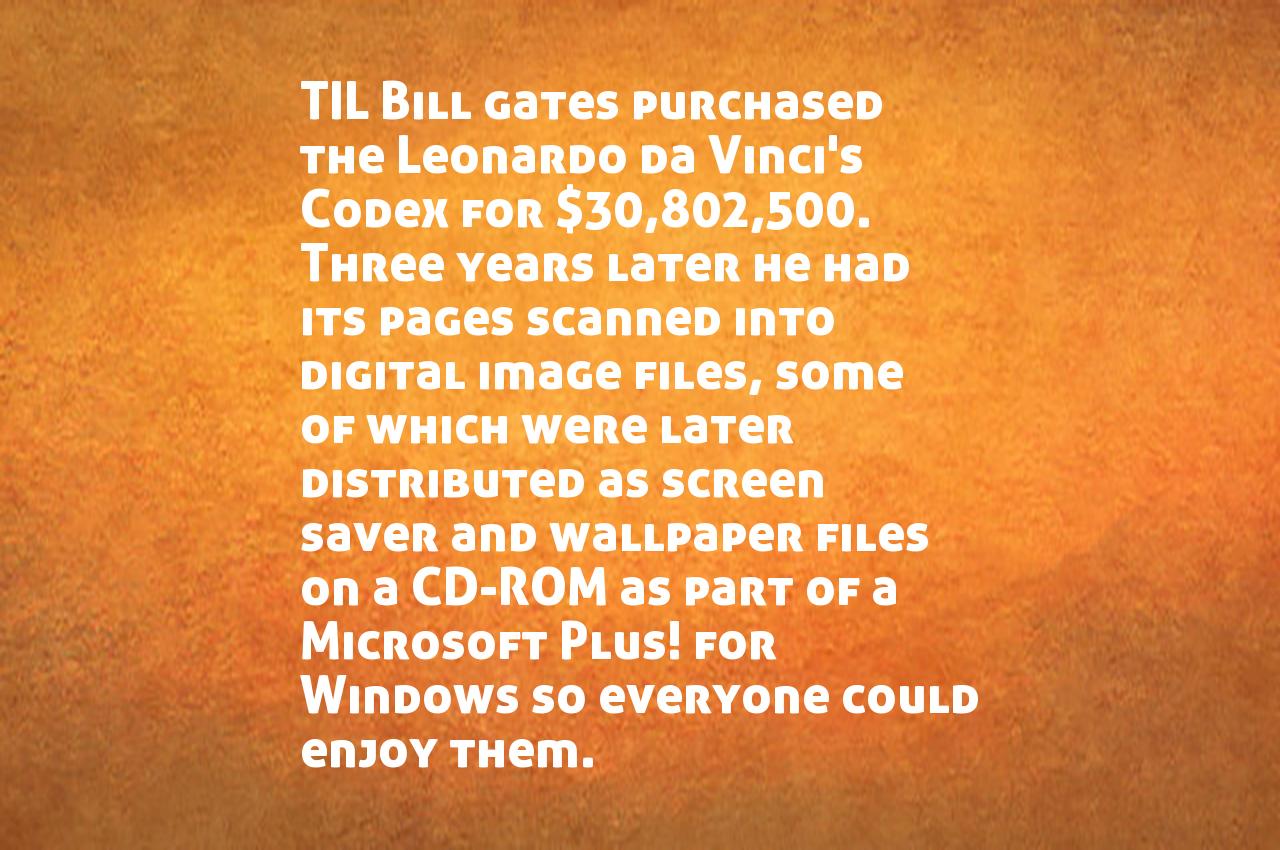 TIL Bill gates purchased
the Leonardo da Vinci's
Codex for $30,802,500.
Three years later he had
its pages scanned into
digital image files, some
of which were later
distributed as screen
saver and wallpaper files
on a CD-ROM as part of a
Microsoft Plus! for
Windows so everyone could
enjoy them.